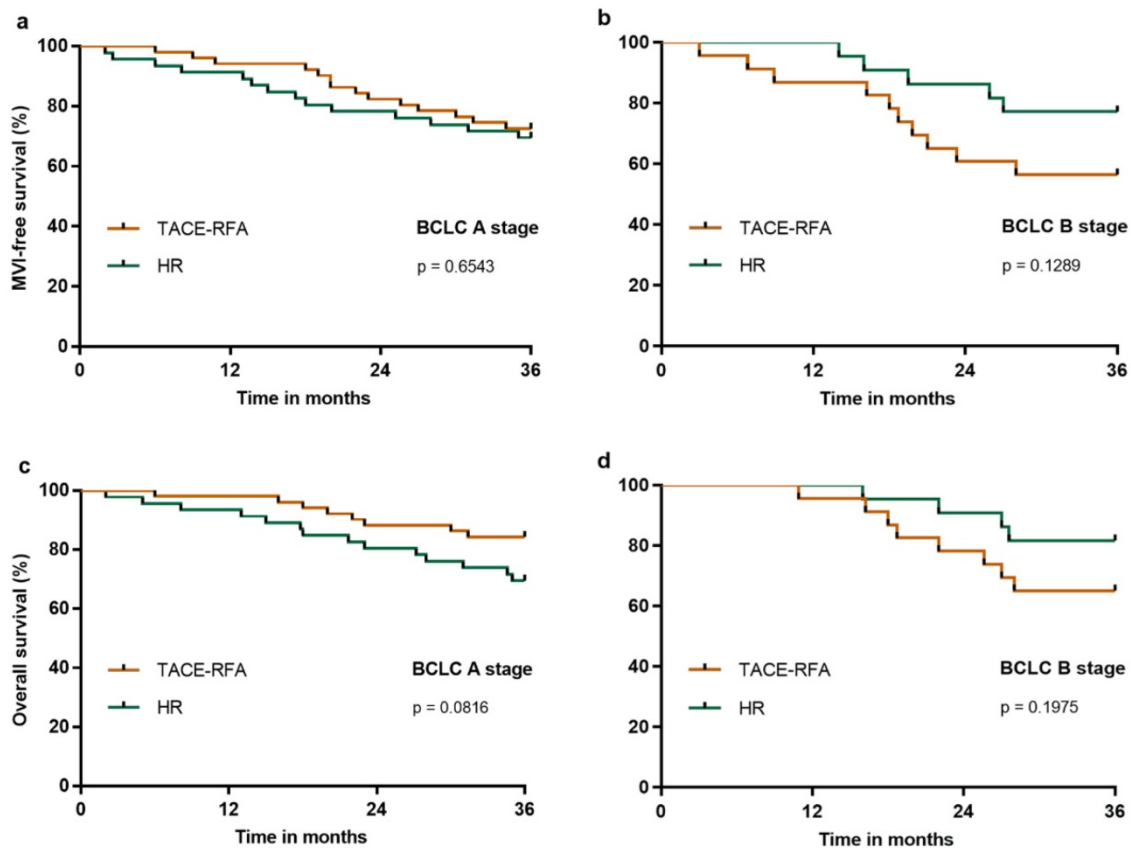 a
MVI-free survival (%)
100
80
60
40
20
0
TACE-RFA
HR
BCLC A stage
p = 0.6543
0 12 24 36
Time in months
b
100
80
60
40
20
0
TACE-RFA
HR
BCLC B stage
p = 0.1289
0 12 24 36
Time in months
c
Overall survival (%)
100
80
60
40
20
0
TACE-RFA
HR
BCLC A stage
p = 0.0816
0 12 24 36
Time in months
d
100
80
60
40
20
0
TACE-RFA
HR
BCLC B stage
p = 0.1975
0 12 24 36
Time in months